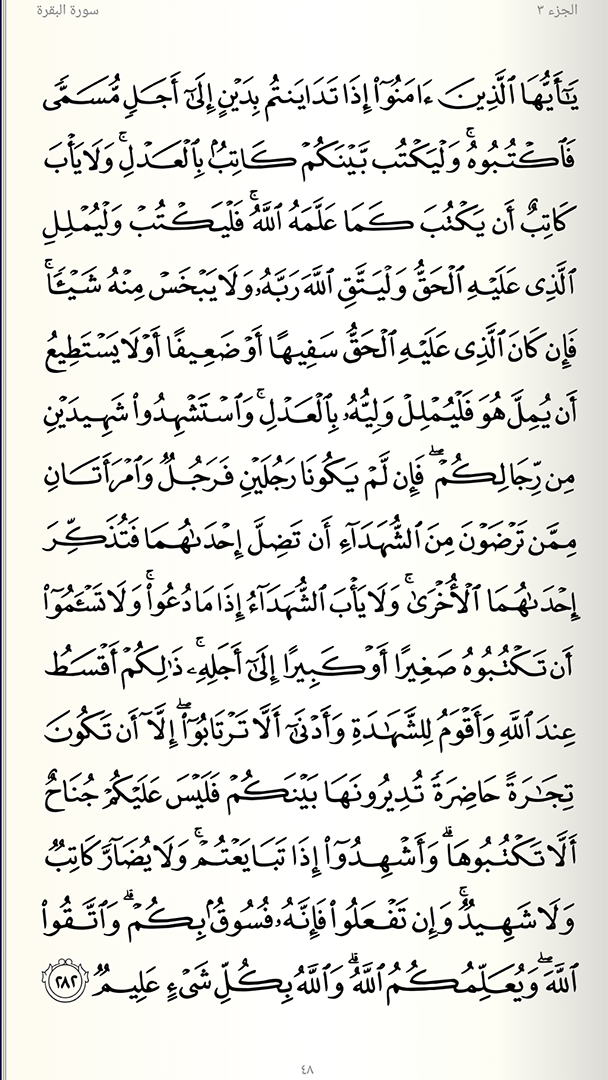 الجزء ٣
سورة البقرة
يَٰٓأَيُّهَا ٱلَّذِينَ ءَامَنُوٓا۟ إِذَا تَدَايَنتُم بِدَيْنٍ إِلَىٰٓ أَجَلٍ مُّسَمًّى
فَٱكْتُبُوهُ ۚ وَلْيَكْتُب بَّيْنَكُمْ كَاتِبٌۢ بِٱلْعَدْلِ ۚ وَلَا يَأْبَ
كَاتِبٌ أَن يَكْتُبَ كَمَا عَلَّمَهُ ٱللَّهُ ۚ فَلْيَكْتُبْ وَلْيُمْلِلِ
ٱلَّذِى عَلَيْهِ ٱلْحَقُّ وَلْيَتَّقِ ٱللَّهَ رَبَّهُۥ وَلَا يَبْخَسْ مِنْهُ شَيْـًٔا ۚ
فَإِن كَانَ ٱلَّذِى عَلَيْهِ ٱلْحَقُّ سَفِيهًا أَوْ ضَعِيفًا أَوْ لَا يَسْتَطِيعُ
أَن يُمِلَّ هُوَ فَلْيُمْلِلْ وَلِيُّهُۥ بِٱلْعَدْلِ ۚ وَٱسْتَشْهِدُوا۟ شَهِيدَيْنِ
مِن رِّجَالِكُمْ ۖ فَإِن لَّمْ يَكُونَا رَجُلَيْنِ فَرَجُلٌ وَٱمْرَأَتَانِ
مِمَّن تَرْضَوْنَ مِنَ ٱلشُّهَدَآءِ أَن تَضِلَّ إِحْدَىٰهُمَا فَتُذَكِّرَ
إِحْدَىٰهُمَا ٱلْأُخْرَىٰ ۚ وَلَا يَأْبَ ٱلشُّهَدَآءُ إِذَا مَا دُعُوا۟ ۚ وَلَا تَسْـَٔمُوٓا۟
أَن تَكْتُبُوهُ صَغِيرًا أَوْ كَبِيرًا إِلَىٰٓ أَجَلِهِۦ ۚ ذَٰلِكُمْ أَقْسَطُ
عِندَ ٱللَّهِ وَأَقْوَمُ لِلشَّهَٰدَةِ وَأَدْنَىٰٓ أَلَّا تَرْتَابُوٓا۟ ۖ إِلَّآ أَن تَكُونَ
تِجَٰرَةً حَاضِرَةً تُدِيرُونَهَا بَيْنَكُمْ فَلَيْسَ عَلَيْكُمْ جُنَاحٌ
أَلَّا تَكْتُبُوهَا ۗ وَأَشْهِدُوٓا۟ إِذَا تَبَايَعْتُمْ ۚ وَلَا يُضَآرَّ كَاتِبٌ
وَلَا شَهِيدٌ ۚ وَإِن تَفْعَلُوا۟ فَإِنَّهُۥ فُسُوقٌۢ بِكُمْ ۗ وَٱتَّقُوا۟
ٱللَّهَ ۖ وَيُعَلِّمُكُمُ ٱللَّهُ ۗ وَٱللَّهُ بِكُلِّ شَىْءٍ عَلِيمٌ ٢٨٢
٤٨